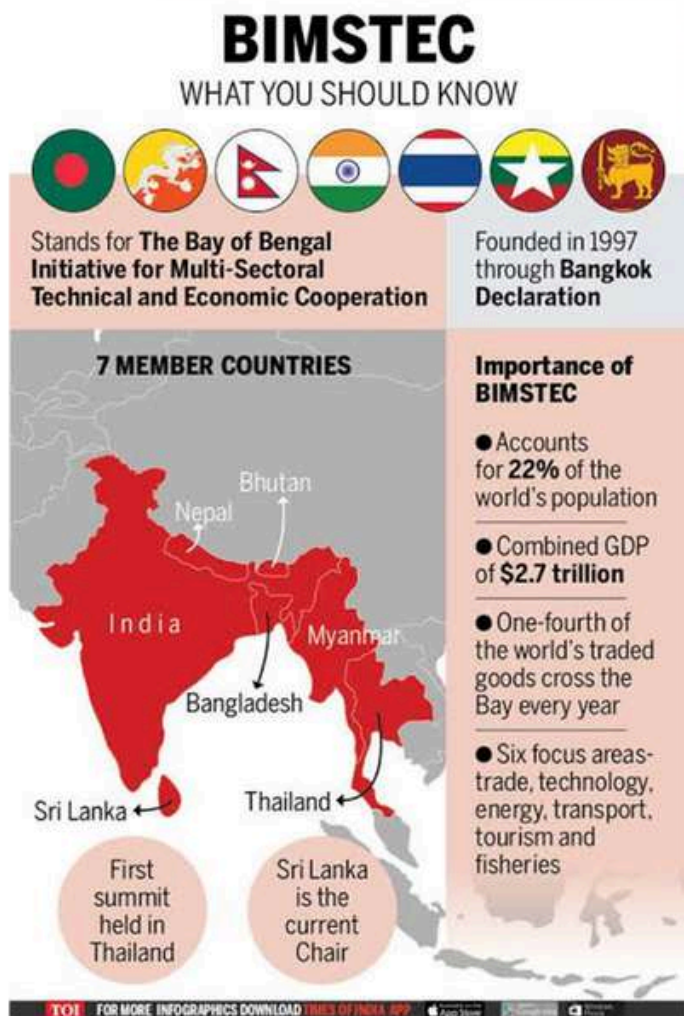 BIMSTEC
WHAT YOU SHOULD KNOW
Stands for The Bay of Bengal
Initiative for Multi-Sectoral
Technical and Economic Cooperation
Founded in 1997
through Bangkok
Declaration
7 MEMBER COUNTRIES
Bhutan
Nepal
India
Myanmar
Bangladesh
Sri Lanka
Thailand
First
summit
held in
Thailand
Sri Lanka
is the
current
Chair
Importance of
BIMSTEC
● Accounts
for 22% of the
world's population
● Combined GDP
of $2.7 trillion
● One-fourth of
the world's traded
goods cross the
Bay every year
● Six focus areas-
trade, technology,
energy, transport,
tourism and
fisheries
TOI FOR MORE INFOGRAPHICS DOWNLOAD TIMES OF INDIA APP